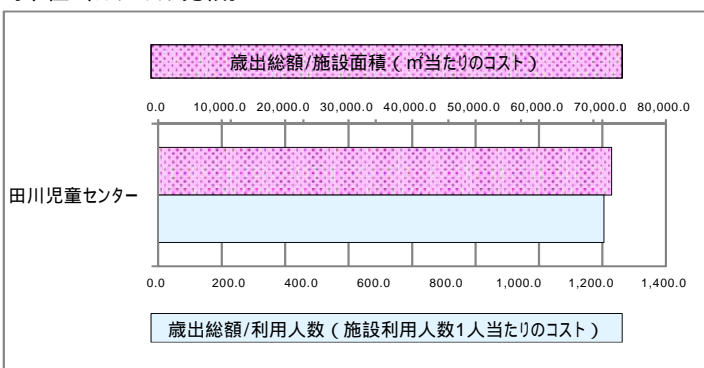 歳出総額/施設面積(㎡当たりのコスト)
0.0 10,000.0 20,000.0 30,000.0 40,000.0 50,000.0 60,000.0 70,000.0 80,000.0
田川児童センター
0.0 200.0 400.0 600.0 800.0 1,000.0 1,200.0 1,400.0
歳出総額/利用人数(施設利用人数1人当たりのコスト)